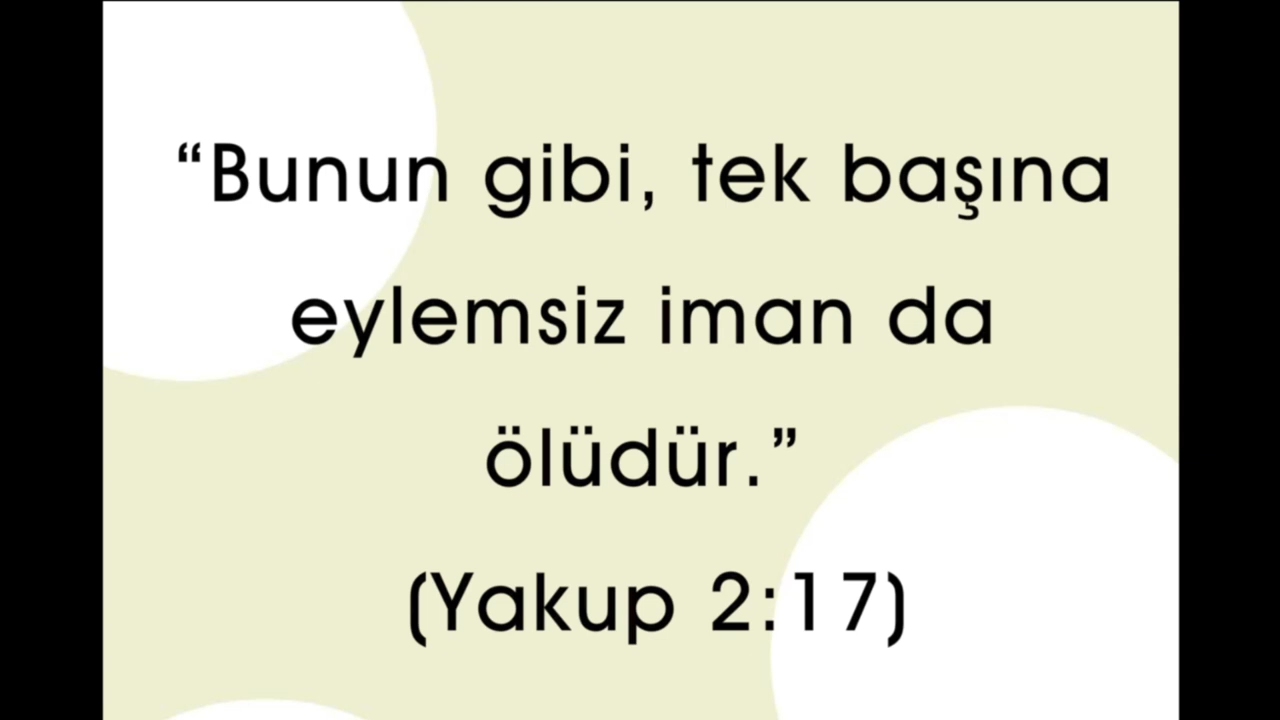 “Bunun gibi, tek başına
eylemsiz iman da
ölüdür.”
(Yakup 2:17)